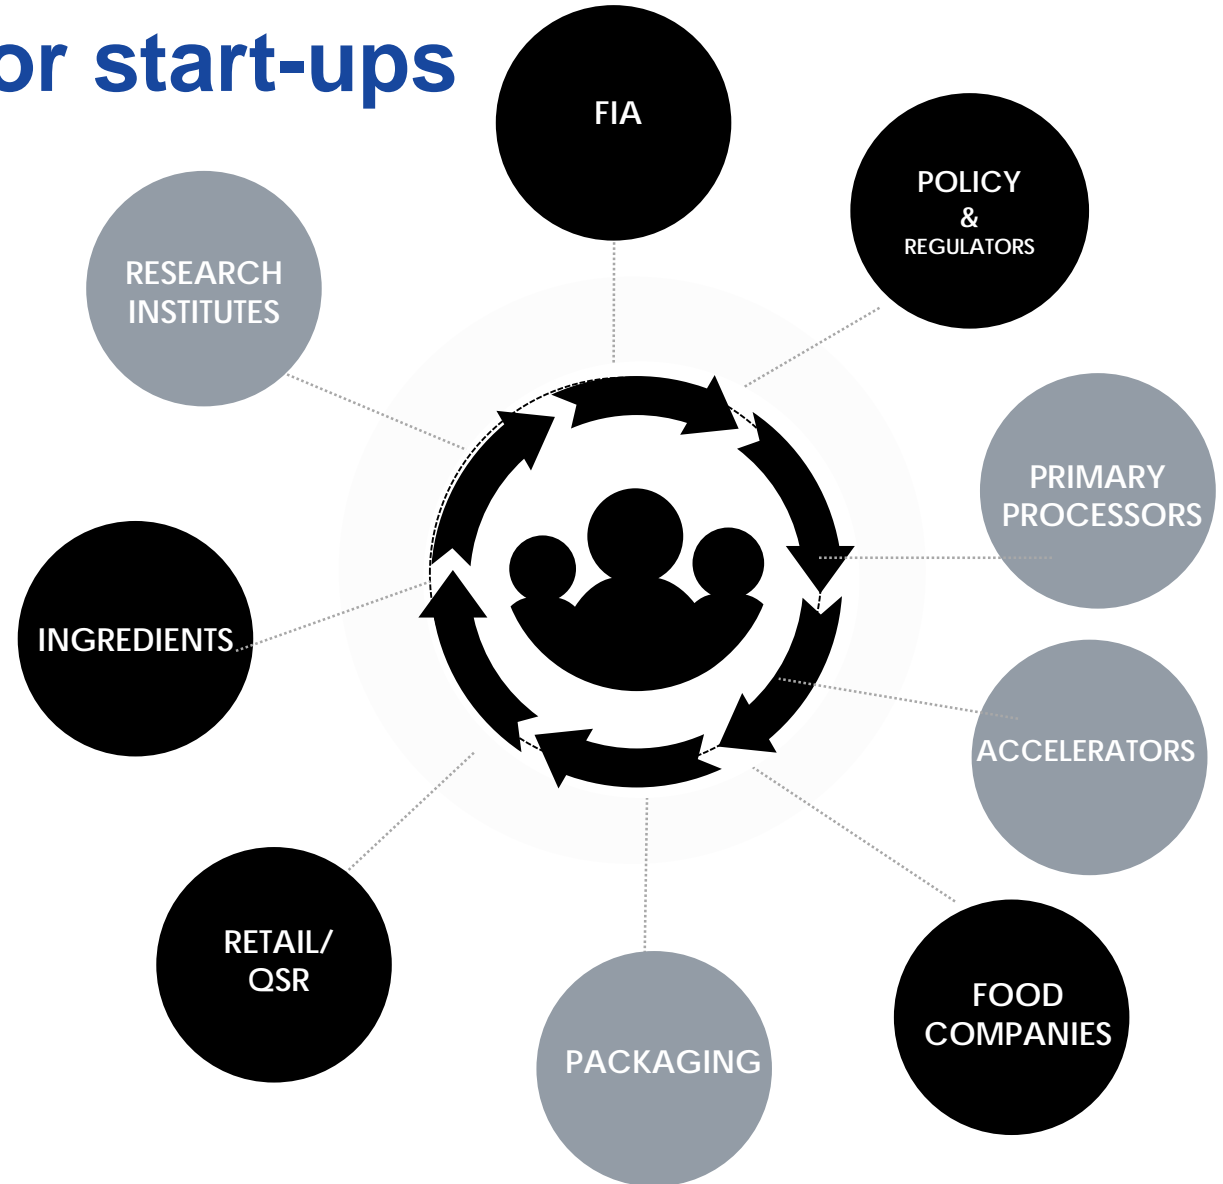 or start-ups
FIA
POLICY
&
REGULATORS
RESEARCH
INSTITUTES
PRIMARY
PROCESSORS
INGREDIENTS
ACCELERATORS
RETAIL/
QSR
FOOD
COMPANIES
PACKAGING